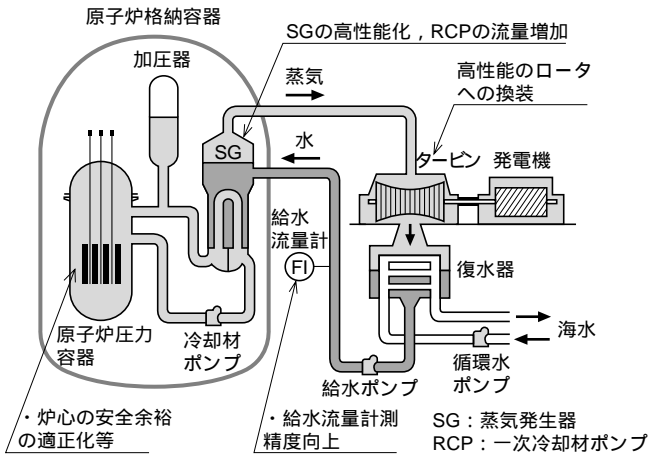 原子炉格納容器
SGの高性能化，RCPの流量増加
加圧器
蒸気
高性能のロータ
への換装
水
SG
タービン 発電機
給水
流量計
FI
復水器
海水
原子炉圧力
容器
冷却材
ポンプ
給水ポンプ
循環水
ポンプ
・炉心の安全余裕
の適正化等
・給水流量計測
精度向上
SG：蒸気発生器
RCP：一次冷却材ポンプ